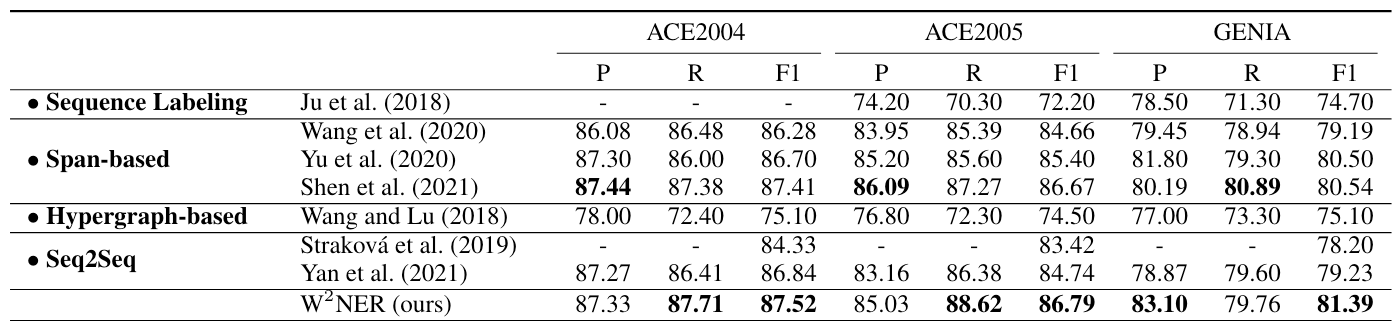 ACE2004 ACE2005 GENIA
P R F1 P R F1 P R F1
• Sequence Labeling Ju et al. (2018) - - - 74.20 70.30 72.20 78.50 71.30 74.70
Wang et al. (2020) 86.08 86.48 86.28 83.95 85.39 84.66 79.45 78.94 79.19
• Span-based Yu et al. (2020) 87.30 86.00 86.70 85.20 85.60 85.40 81.80 79.30 80.50
Shen et al. (2021) 87.44 87.38 87.41 86.09 87.27 86.67 80.19 80.89 80.54
• Hypergraph-based Wang and Lu (2018) 78.00 72.40 75.10 76.80 72.30 74.50 77.00 73.30 75.10
• Seq2Seq Straková et al. (2019) - - 84.33 - - 83.42 - - 78.20
Yan et al. (2021) 87.27 86.41 86.84 83.16 86.38 84.74 78.87 79.60 79.23
W²NER (ours) 87.33 87.71 87.52 85.03 88.62 86.79 83.10 79.76 81.39